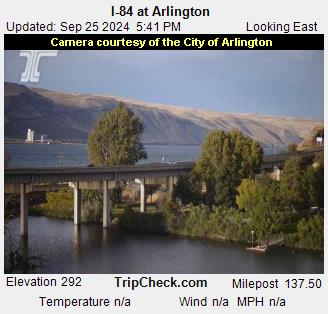 I-84 at Arlington
Updated: Sep 25 2024 5:41 PM Looking East
Camera courtesy of the City of Arlington
Elevation 292 TripCheck.com Milepost 137.50
Temperature n/a Wind n/a MPH n/a